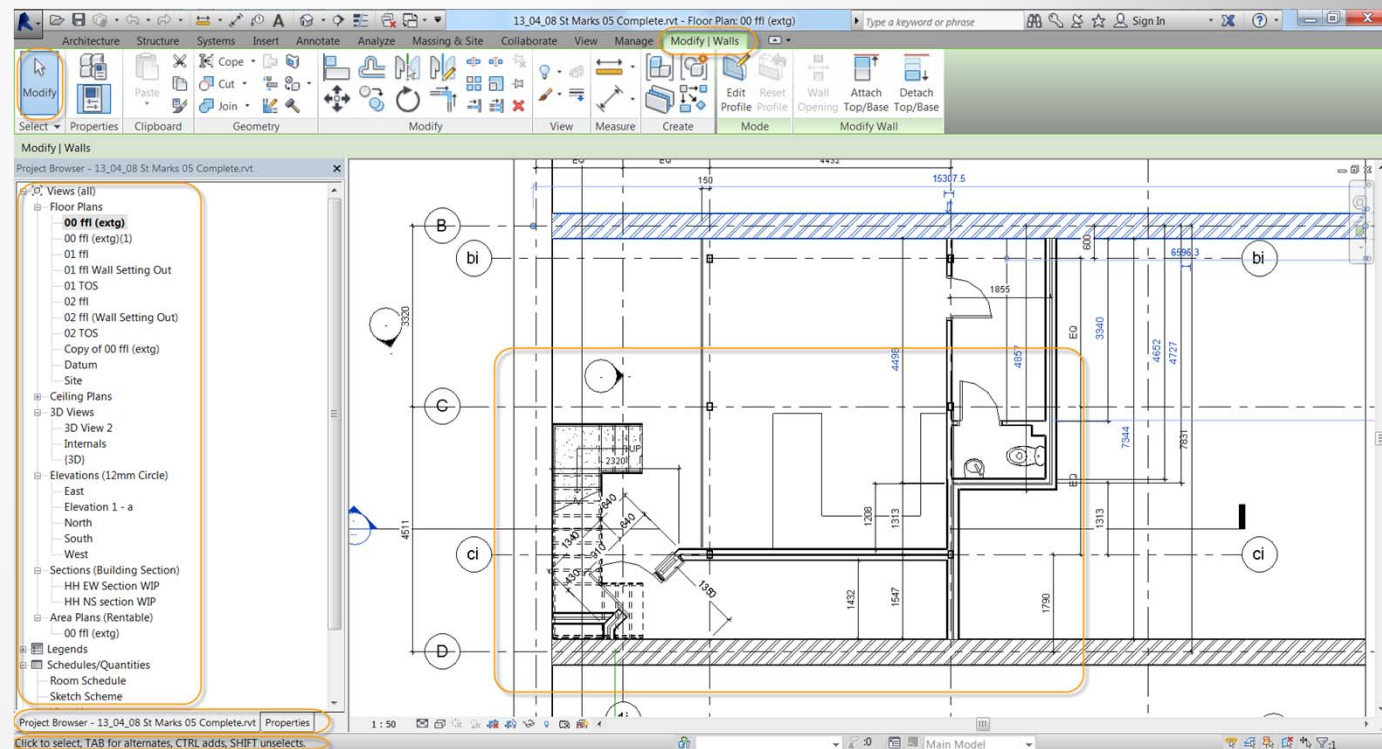 13_04_08 St Marks 05 Complete.rvt - Floor Plan: 00 ffl (extg)
Type a keyword or phrase
Sign In
Architecture Structure Systems Insert Annotate Analyze Massing & Site Collaborate View Manage Modify | Walls
Modify
Paste
Cope
Cut
Join
Edit Profile
Reset Profile
Wall Opening
Attach Top/Base
Detach Top/Base
Select Properties Clipboard Geometry Modify View Measure Create Mode Modify Wall
Modify | Walls
Project Browser - 13_04_08 St Marks 05 Complete.rvt
Views (all)
Floor Plans
00 ffl (extg)
00 ffl (extg)(1)
01 ffl
01 ffl Wall Setting Out
01 TOS
02 ffl
02 ffl (Wall Setting Out)
02 TOS
Copy of 00 ffl (extg)
Datum
Site
Ceiling Plans
3D Views
3D View 2
Internals
{3D}
Elevations (12mm Circle)
East
Elevation 1 - a
North
South
West
Sections (Building Section)
HH EW Section WIP
HH NS section WIP
Area Plans (Rentable)
00 ffl (extg)
Legends
Schedules/Quantities
Room Schedule
Sketch Scheme
Project Browser - 13_04_08 St Marks 05 Complete.rvt Properties
Click to select, TAB for alternates, CTRL adds, SHIFT unselects.
EQ EQ 4432
150
15307.5
B
600
bi
6596.3
bi
1855
3320
EQ
3340
4498
4857
4652
4727
C
7344
7831
UP
2320
640
640
1340
910
430
1350
1208
1313
EQ
1313
4511
ci
ci
1432
1547
1790
D
1 : 50
:0
Main Model
:1